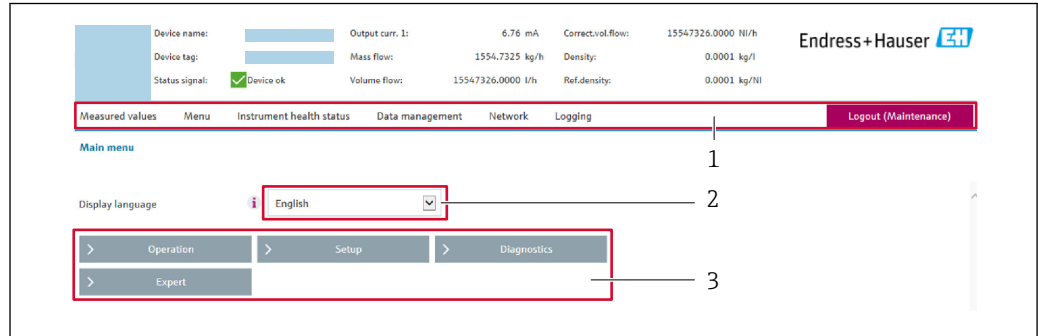 Device name: Output curr. 1: 6.76 mA Correct.vol.flow: 15547326.0000 Nl/h
Endress+Hauser EH
Device tag: Mass flow: 1554.7325 kg/h Density: 0.0001 kg/l
Status signal: Device ok Volume flow: 15547326.0000 l/h Ref.density: 0.0001 kg/Nl
Measured values Menu Instrument health status Data management Network Logging Logout (Maintenance)
1
Main menu
Display language i English 2
> Operation > Setup > Diagnostics
> Expert 3